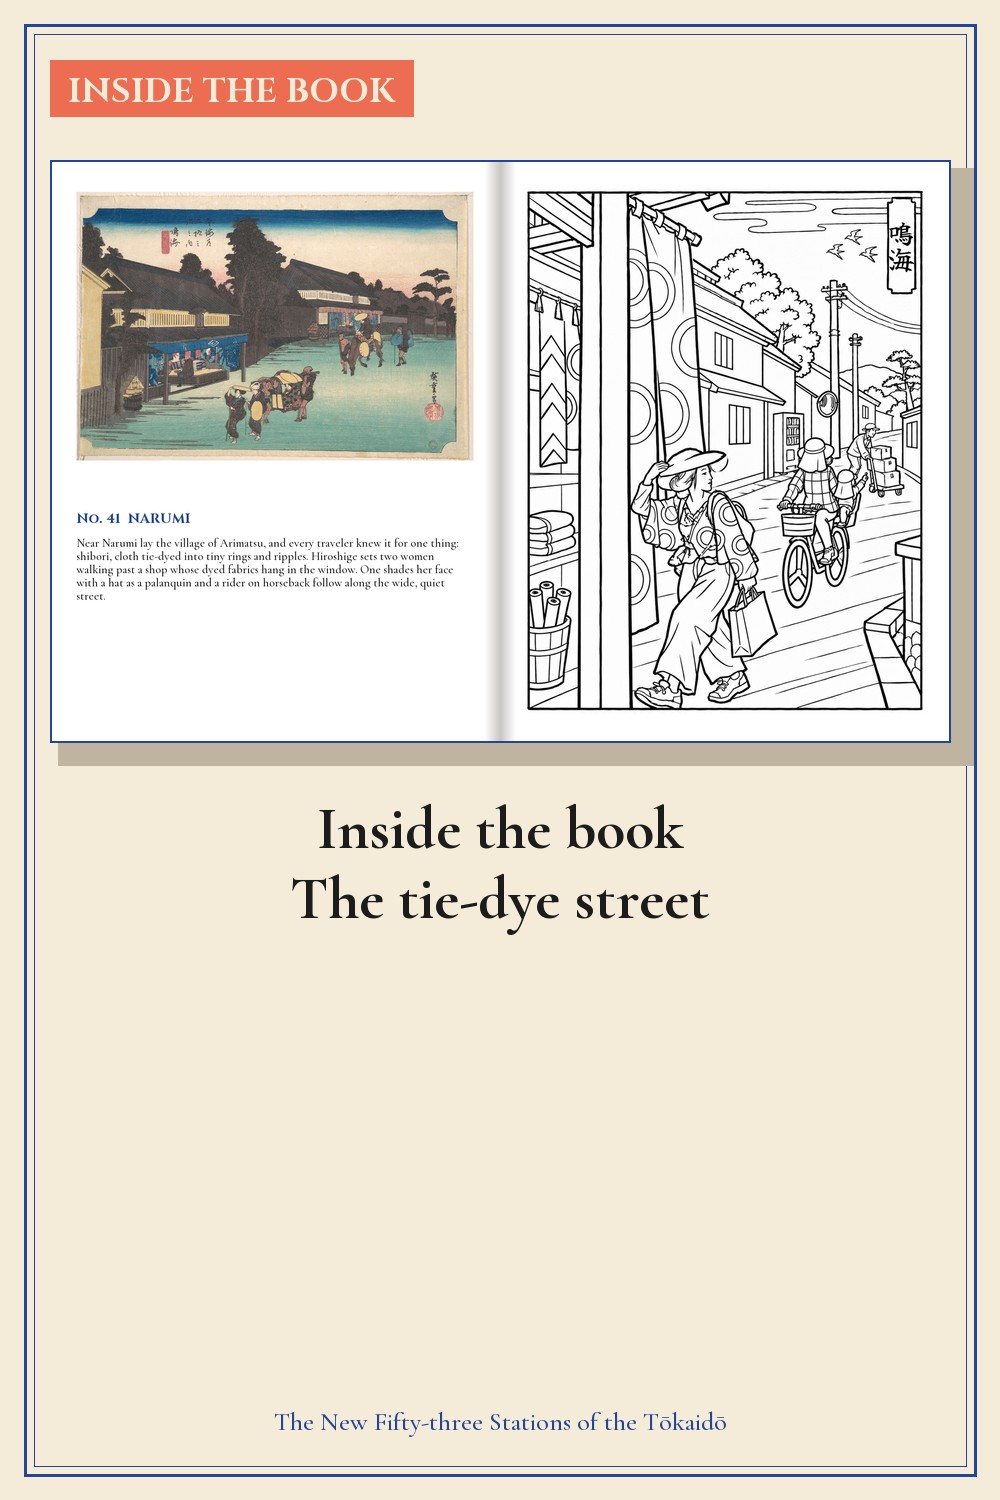 INSIDE THE BOOK
鳴海
No. 41 NARUMI
Near Narumi lay the village of Arimatsu, and every traveler knew it for one thing:
shibori, cloth tie-dyed into tiny rings and ripples. Hiroshige sets two women
walking past a shop whose dyed fabrics hang in the window. One shades her face
with a hat as a palanquin and a rider on horseback follow along the wide, quiet
street.
Inside the book
The tie-dye street
The New Fifty-three Stations of the Tōkaidō